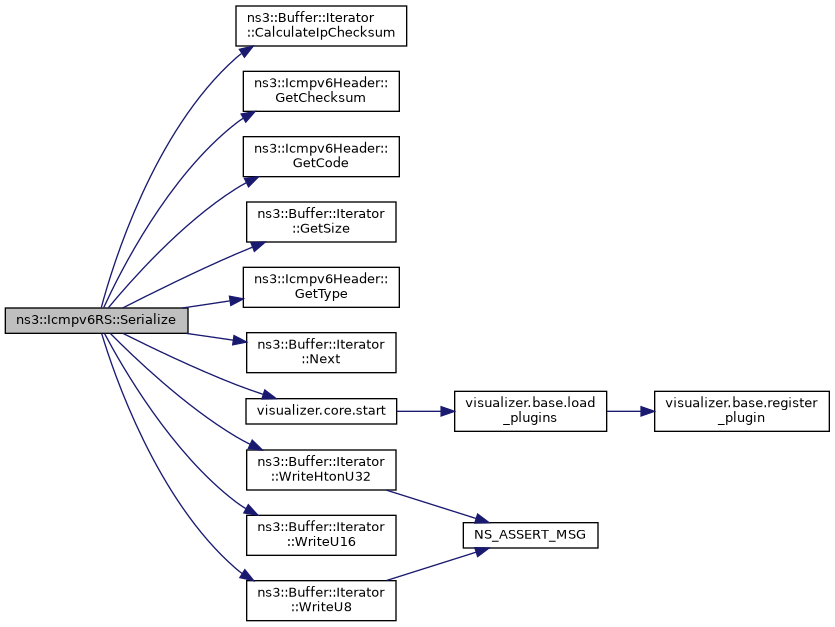 ns3::Buffer::Iterator
::CalculateIpChecksum
ns3::Icmpv6Header::
GetChecksum
ns3::Icmpv6Header::
GetCode
ns3::Buffer::Iterator
::GetSize
ns3::Icmpv6Header::
GetType
ns3::Icmpv6RS::Serialize
ns3::Buffer::Iterator
::Next
visualizer.core.start
visualizer.base.load
_plugins
visualizer.base.register
_plugin
ns3::Buffer::Iterator
::WriteHtonU32
ns3::Buffer::Iterator
::WriteU16
NS_ASSERT_MSG
ns3::Buffer::Iterator
::WriteU8